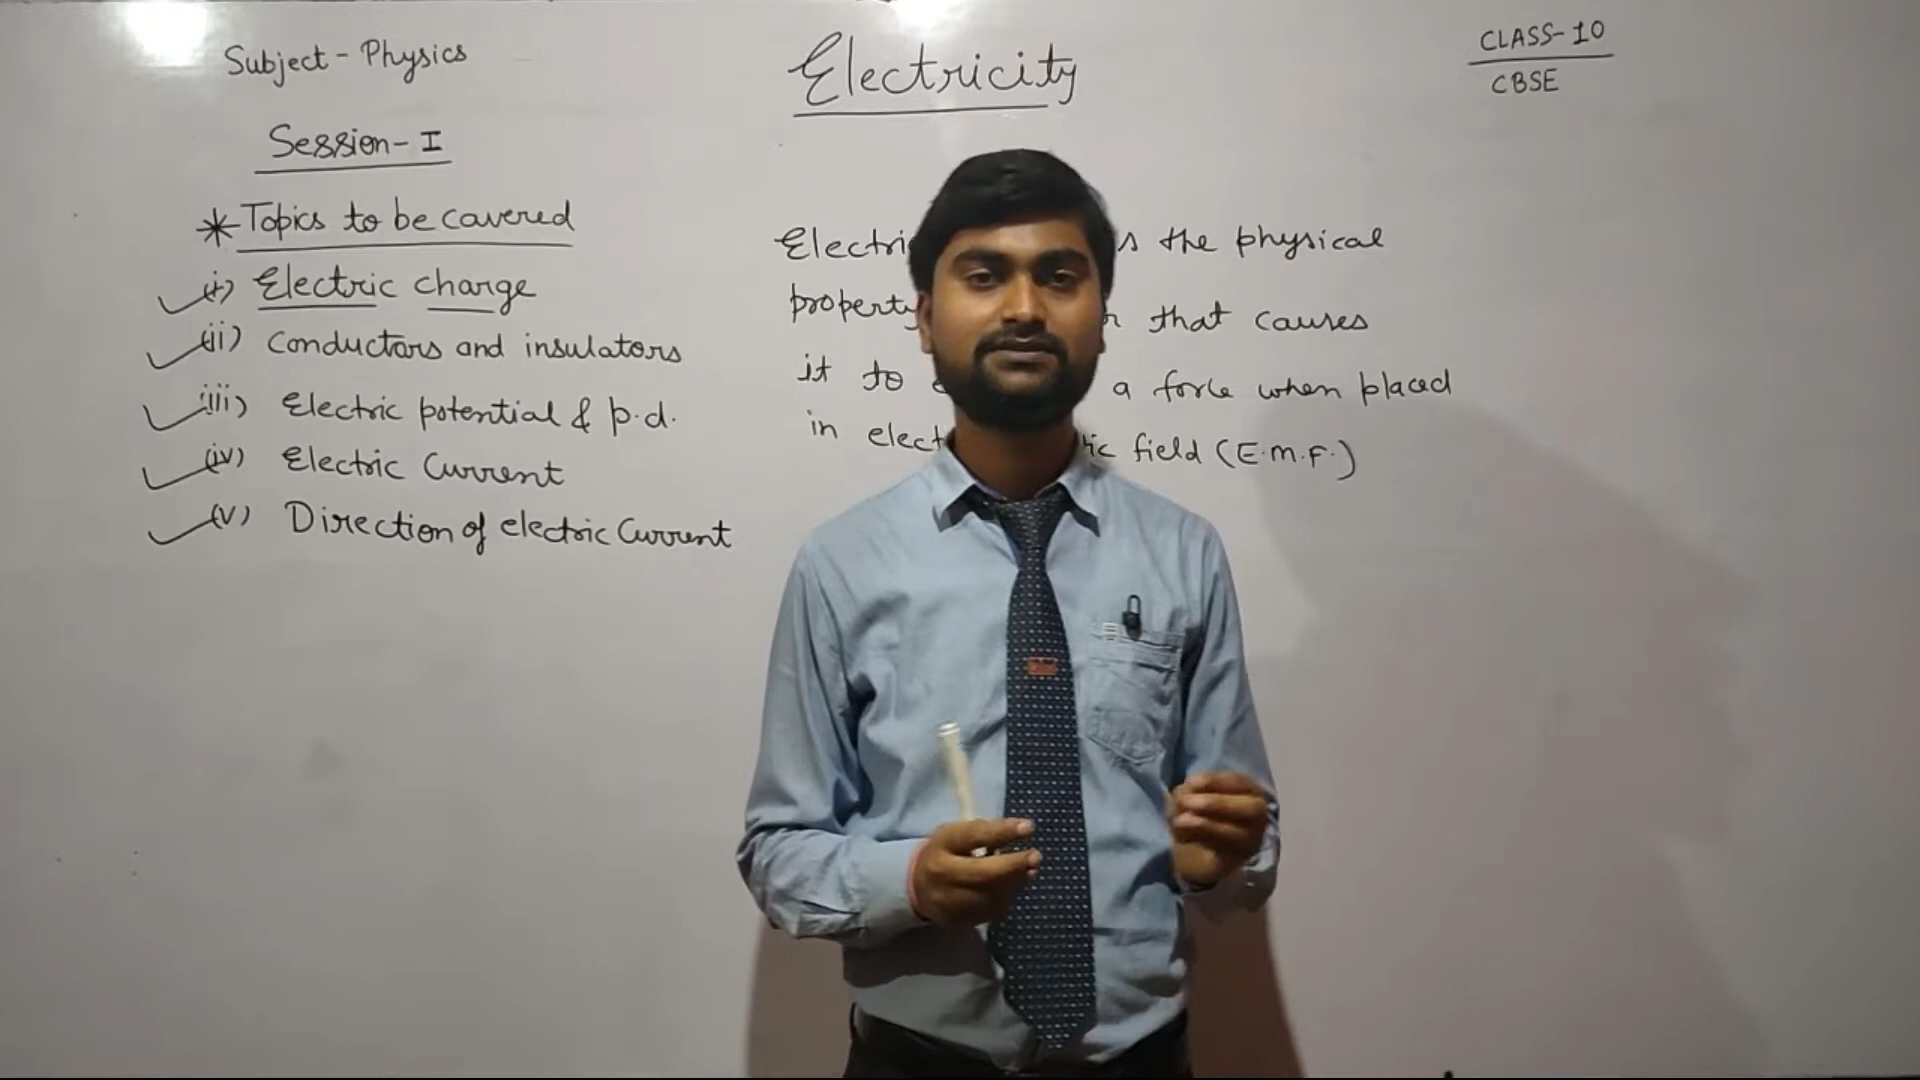 Subject - Physics
Electricity
CLASS-10
CBSE
Session - I
* Topics to be cavered
(i) Electric charge
(ii) Conductors and insulators
(iii) Electric potential & p.d.
(iv) Electric Current
(v) Direction of electric Current
the physical
that causes
it to a force when placed
in field (E.M.F.)